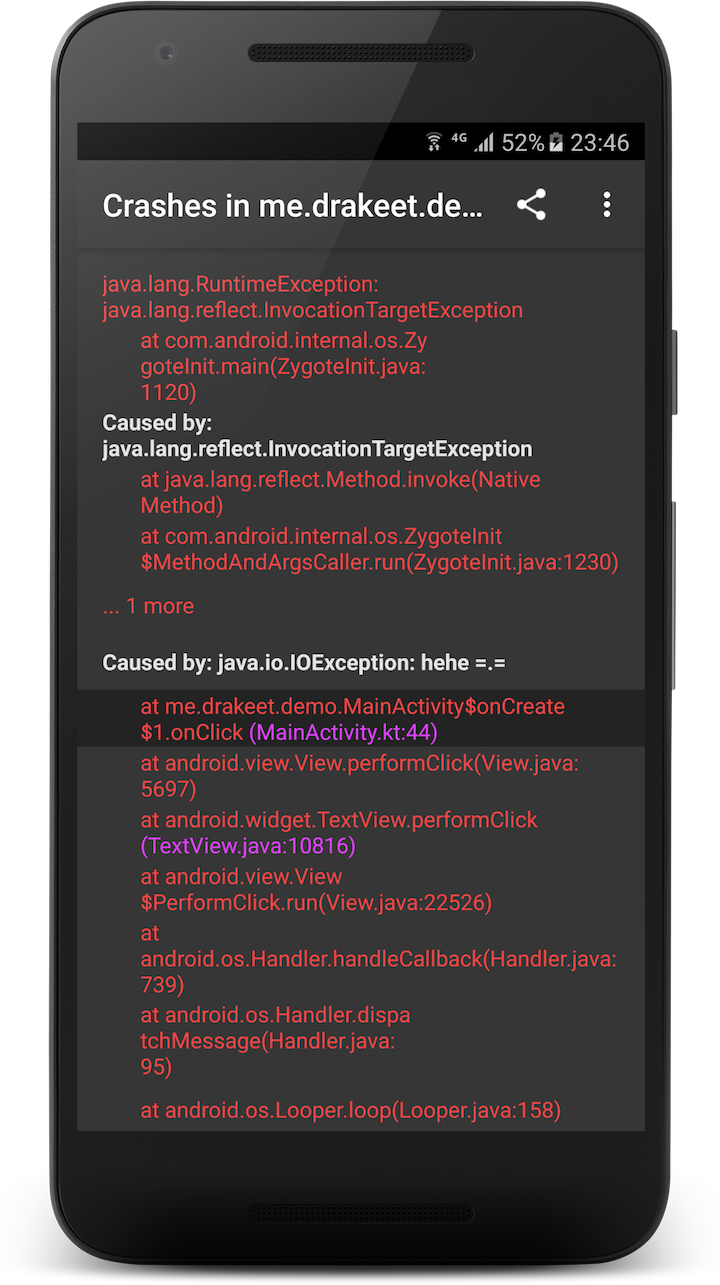 4G 52% 23:46
Crashes in me.drakeet.de...
java.lang.RuntimeException:
java.lang.reflect.InvocationTargetException
at com.android.internal.os.Zy
goteInit.main(ZygoteInit.java:
1120)
Caused by:
java.lang.reflect.InvocationTargetException
at java.lang.reflect.Method.invoke(Native
Method)
at com.android.internal.os.ZygoteInit
$MethodAndArgsCaller.run(ZygoteInit.java:1230)
... 1 more
Caused by: java.io.IOException: hehe =.=
at me.drakeet.demo.MainActivity$onCreate
$1.onClick (MainActivity.kt:44)
at android.view.View.performClick(View.java:
5697)
at android.widget.TextView.performClick
(TextView.java:10816)
at android.view.View
$PerformClick.run(View.java:22526)
at
android.os.Handler.handleCallback(Handler.java:
739)
at android.os.Handler.dispa
tchMessage(Handler.java:
95)
at android.os.Looper.loop(Looper.java:158)